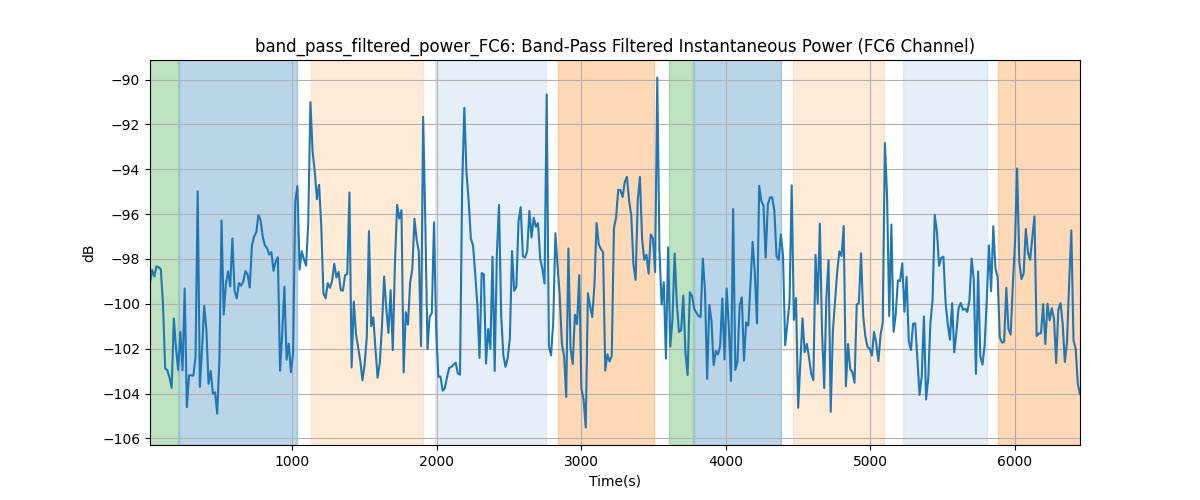 band_pass_filtered_power_FC6: Band-Pass Filtered Instantaneous Power (FC6 Channel)
−90
−92
−94
−96
−98
−100
−102
−104
−106
dB
1000 2000 3000 4000 5000 6000
Time(s)